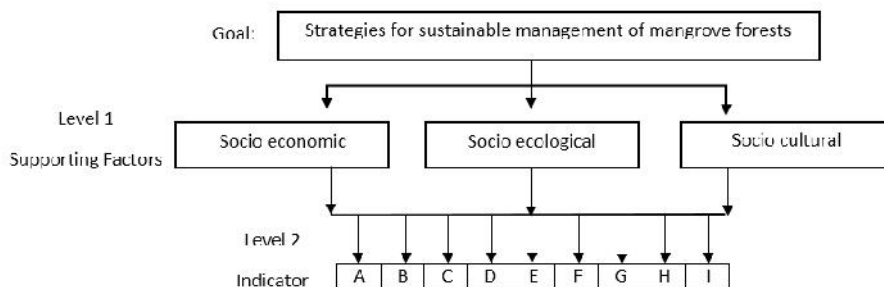 Goal:
Strategies for sustainable management of mangrove forests
Level 1
Supporting Factors
Socio economic
Socio ecological
Socio cultural
Level 2
Indicator
A B C D E F G H I